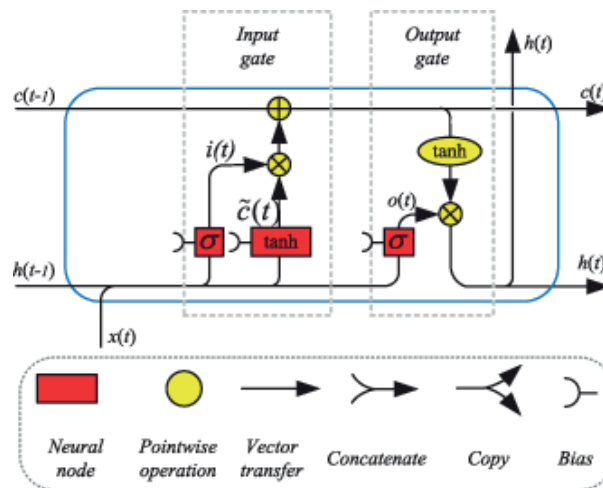 Input
gate
Output
gate
h(t)
c(t-1)
c(t)
i(t)
tanh
c̃(t)
o(t)
σ
tanh
σ
h(t-1)
h(t)
x(t)
Neural
node
Pointwise
operation
Vector
transfer
Concatenate
Copy
Bias